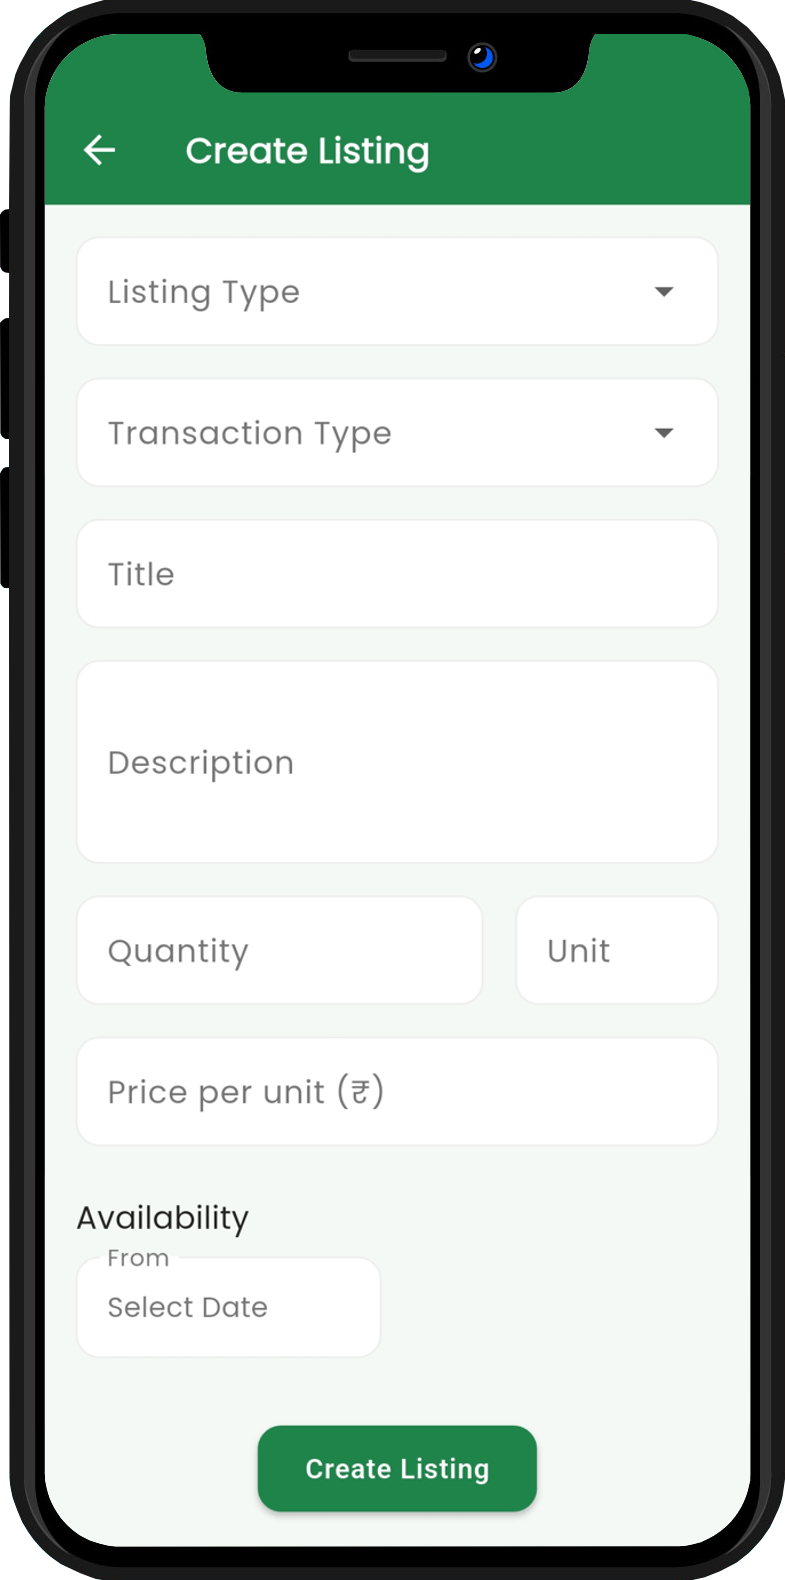 Create Listing
Listing Type
Transaction Type
Title
Description
Quantity Unit
Price per unit (₹)
Availability
From
Select Date
Create Listing